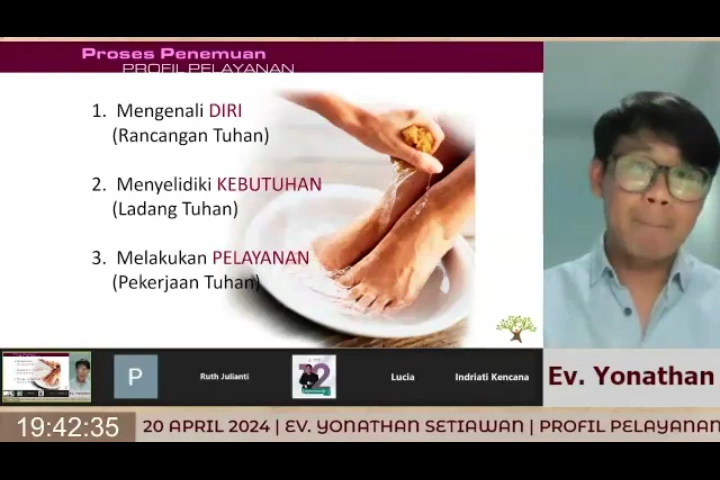 Proses Penemuan
PROFIL PELAYANAN
1. Mengenali DIRI
(Rancangan Tuhan)
2. Menyelidiki KEBUTUHAN
(Ladang Tuhan)
3. Melakukan PELAYANAN
(Pekerjaan Tuhan)
P
Ruth Julianti
Lucia
Indriati Kencana
Ev. Yonathan
19:42:35
20 APRIL 2024 | EV. YONATHAN SETIAWAN | PROFIL PELAYANAN